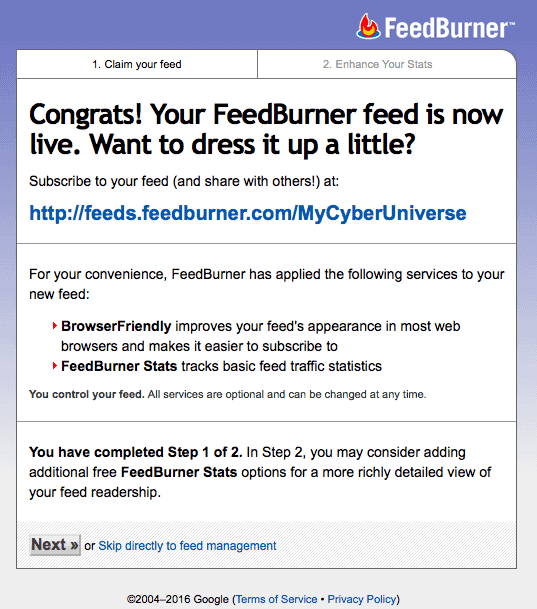 FeedBurner™
1. Claim your feed
2. Enhance Your Stats
Congrats! Your FeedBurner feed is now
live. Want to dress it up a little?
Subscribe to your feed (and share with others!) at:
http://feeds.feedburner.com/MyCyberUniverse
For your convenience, FeedBurner has applied the following services to your
new feed:
BrowserFriendly improves your feed's appearance in most web
browsers and makes it easier to subscribe to
FeedBurner Stats tracks basic feed traffic statistics
You control your feed. All services are optional and can be changed at any time.
You have completed Step 1 of 2. In Step 2, you may consider adding
additional free FeedBurner Stats options for a more richly detailed view of
your feed readership.
Next » or Skip directly to feed management
©2004–2016 Google (Terms of Service • Privacy Policy)